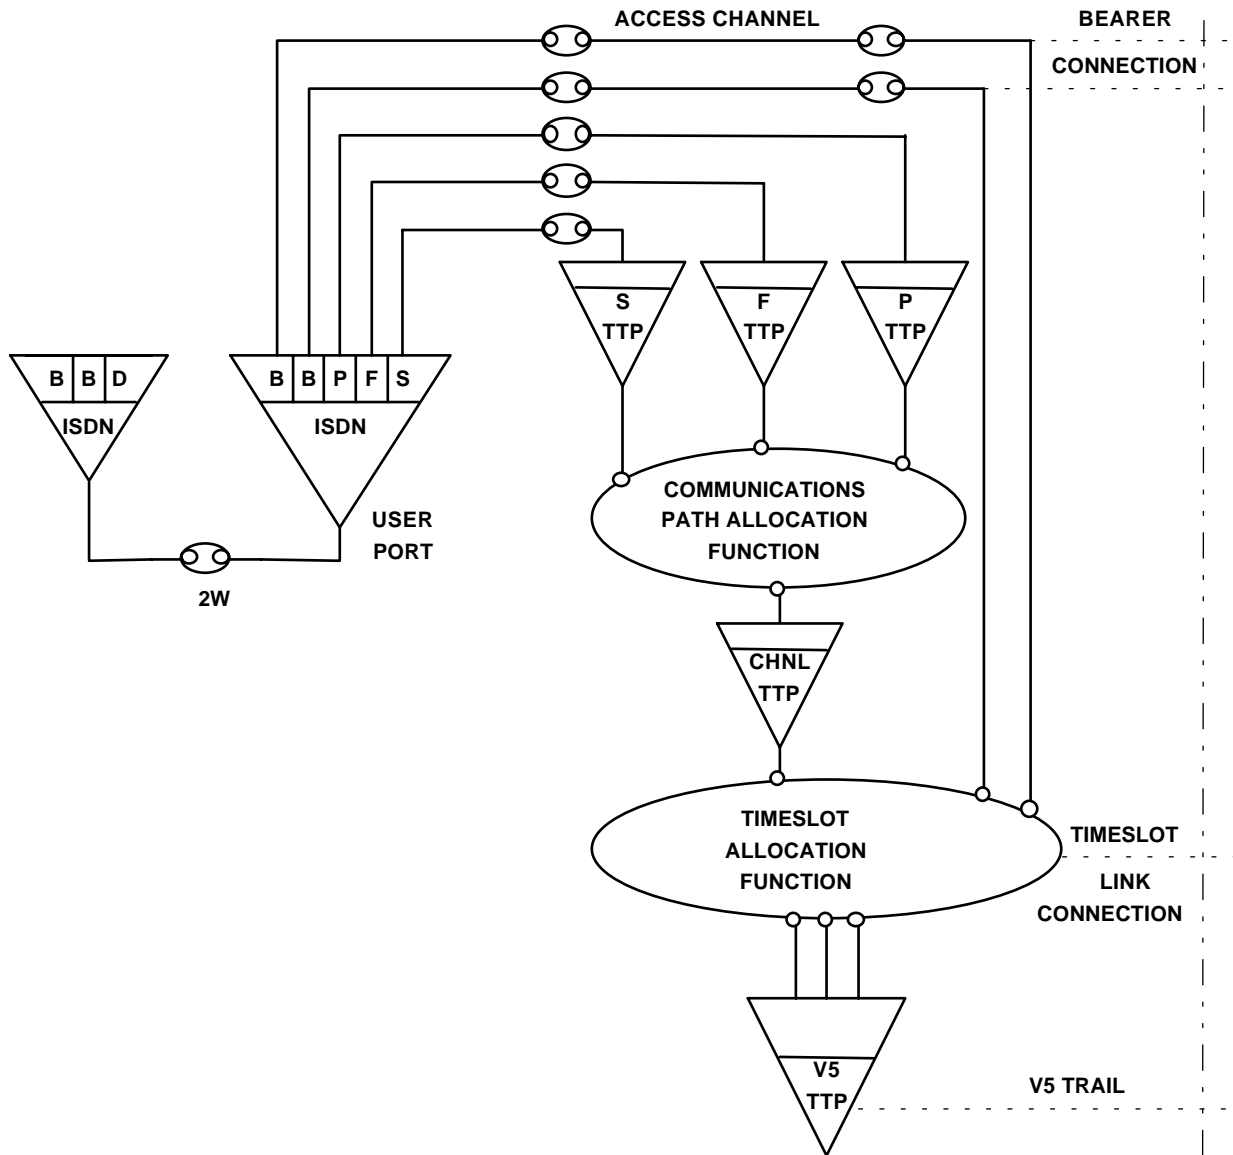 ACCESS CHANNEL
BEARER
CONNECTION
S
TTP
F
TTP
P
TTP
B B D
ISDN
B B P F S
ISDN
USER
PORT
2W
COMMUNICATIONS
PATH ALLOCATION
FUNCTION
CHNL
TTP
TIMESLOT
ALLOCATION
FUNCTION
TIMESLOT
LINK
CONNECTION
V5
TTP
V5 TRAIL